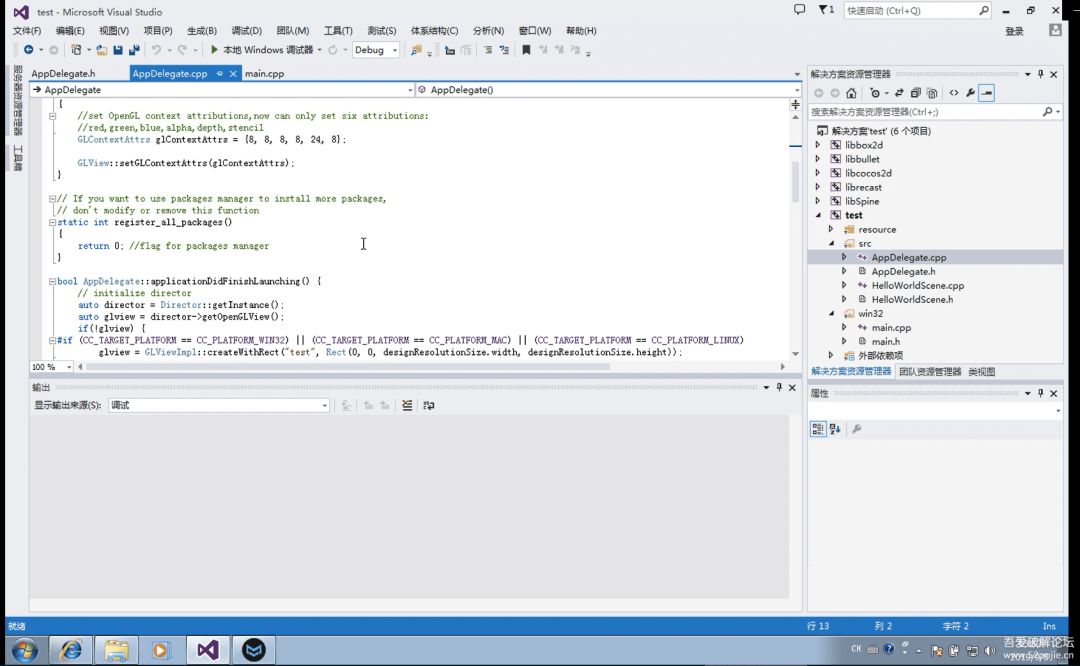 test - Microsoft Visual Studio
1
快速启动 (Ctrl+Q)
文件(F) 编辑(E) 视图(V) 项目(P) 生成(B) 调试(D) 团队(M) 工具(T) 测试(S) 体系结构(C) 分析(N) 窗口(W) 帮助(H)
登录
本地 Windows 调试器 Debug
服务器资源管理器
工具箱
AppDelegate.h AppDelegate.cpp main.cpp
AppDelegate AppDelegate()
{
//set OpenGL context attributions,now can only set six attributions:
//red,green,blue,alpha,depth,stencil
GLContextAttrs glContextAttrs = {8, 8, 8, 8, 24, 8};
GLView::setGLContextAttrs(glContextAttrs);
}
// If you want to use packages manager to install more packages,
// don't modify or remove this function
static int register_all_packages()
{
return 0; //flag for packages manager
}
bool AppDelegate::applicationDidFinishLaunching() {
// initialize director
auto director = Director::getInstance();
auto glview = director->getOpenGLView();
if(!glview) {
#if (CC_TARGET_PLATFORM == CC_PLATFORM_WIN32) || (CC_TARGET_PLATFORM == CC_PLATFORM_MAC) || (CC_TARGET_PLATFORM == CC_PLATFORM_LINUX)
glview = GLViewImpl::createWithRect("test", Rect(0, 0, designResolutionSize.width, designResolutionSize.height));
100 %
输出
显示输出来源(S): 调试
解决方案资源管理器
搜索解决方案资源管理器(Ctrl+;)
解决方案'test' (6 个项目)
libbox2d
libbullet
libcocos2d
librecast
libSpine
test
resource
src
AppDelegate.cpp
AppDelegate.h
HelloWorldScene.cpp
HelloWorldScene.h
win32
main.cpp
main.h
外部依赖项
解决方案资源管理器 团队资源管理器 类视图
属性
就绪
行 13 列 2 字符 2 Ins
CH
吾爱破解论坛
www.52pojie.cn